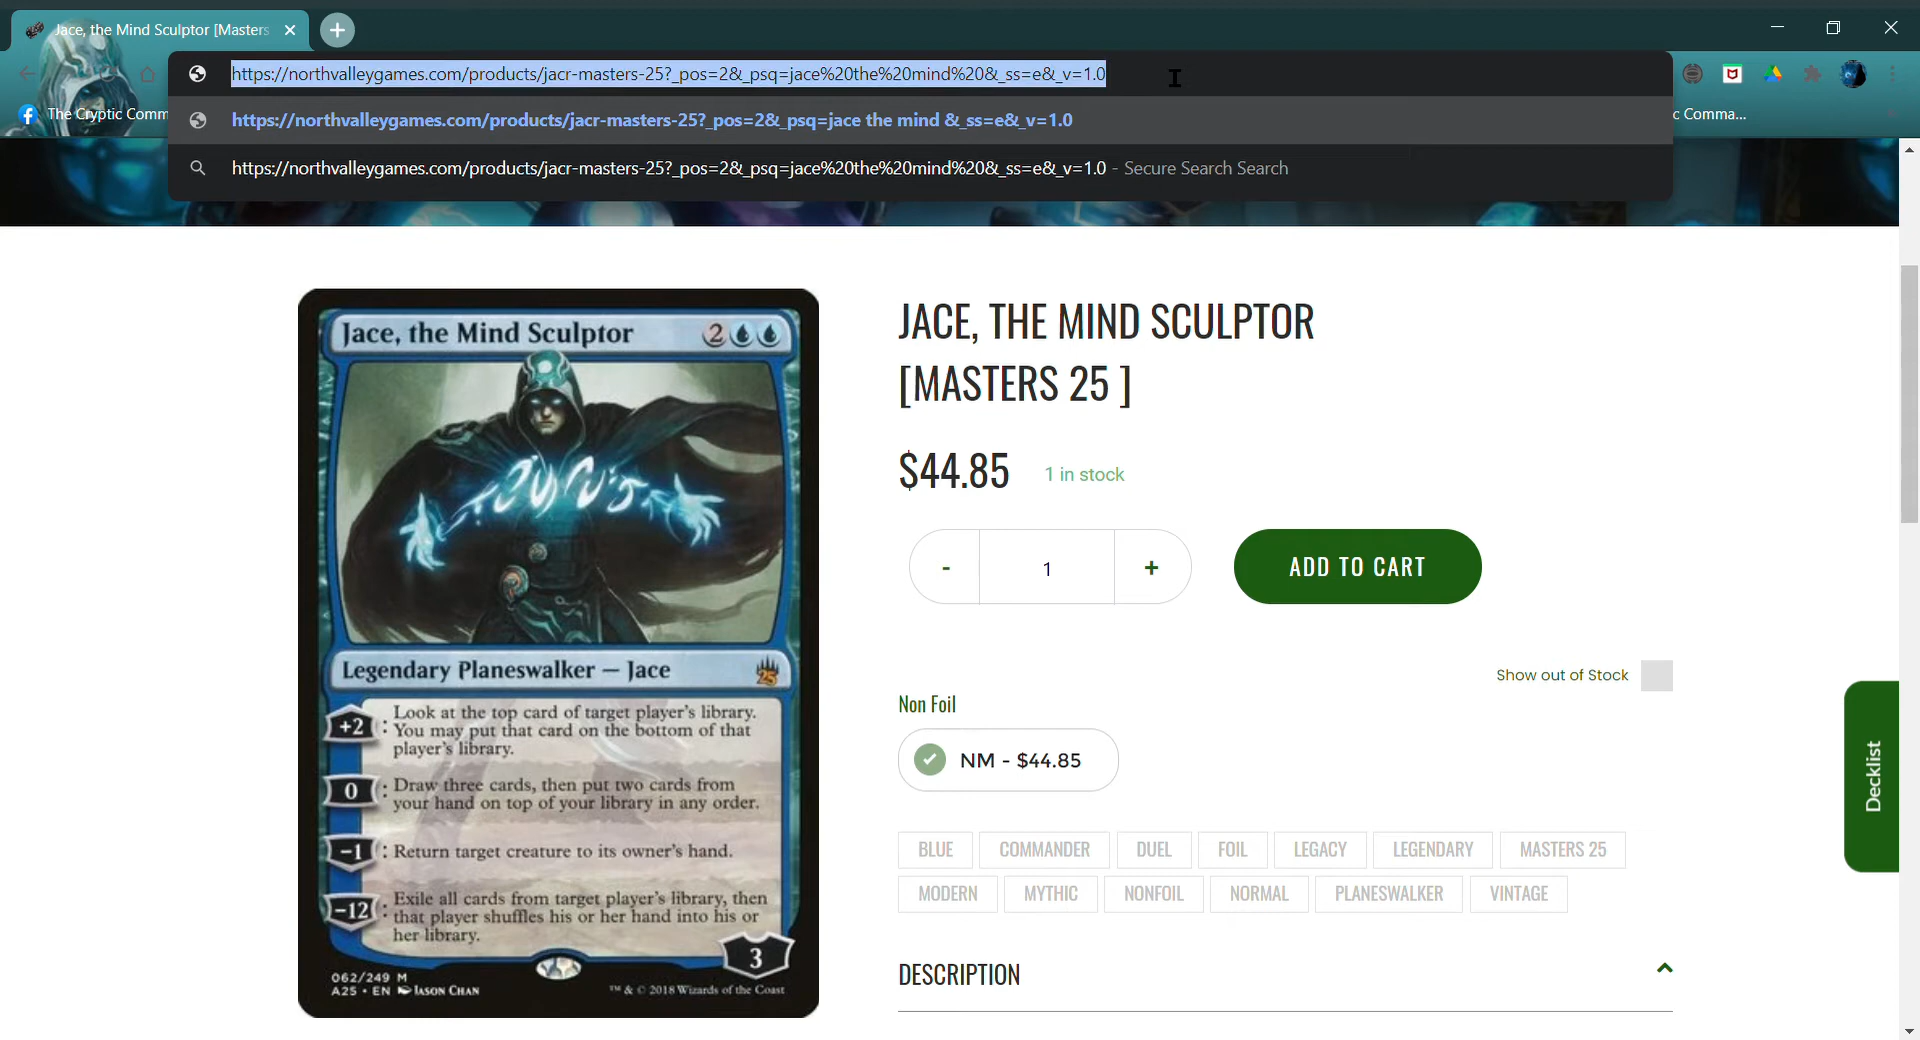 Jace, the Mind Sculptor [Masters
https://northvalleygames.com/products/jacr-masters-25?_pos=2&_psq=jace%20the%20mind%20&_ss=e&_v=1.0
https://northvalleygames.com/products/jacr-masters-25?_pos=2&_psq=jace the mind &_ss=e&_v=1.0
The Cryptic Comm
c Comma...
https://northvalleygames.com/products/jacr-masters-25?_pos=2&_psq=jace%20the%20mind%20&_ss=e&_v=1.0 - Secure Search Search
Jace, the Mind Sculptor 2
Legendary Planeswalker — Jace
25
+2 : Look at the top card of target player's library.
You may put that card on the bottom of that
player's library.
0 : Draw three cards, then put two cards from
your hand on top of your library in any order.
−1 : Return target creature to its owner's hand.
−12 : Exile all cards from target player's library, then
that player shuffles his or her hand into his or
her library.
3
062/249 M
A25 • EN JASON CHAN
™ & © 2018 Wizards of the Coast
JACE, THE MIND SCULPTOR
[MASTERS 25 ]
$44.85 1 in stock
- 1 + ADD TO CART
Show out of Stock
Non Foil
NM - $44.85
BLUE COMMANDER DUEL FOIL LEGACY LEGENDARY MASTERS 25
MODERN MYTHIC NONFOIL NORMAL PLANESWALKER VINTAGE
DESCRIPTION
Decklist